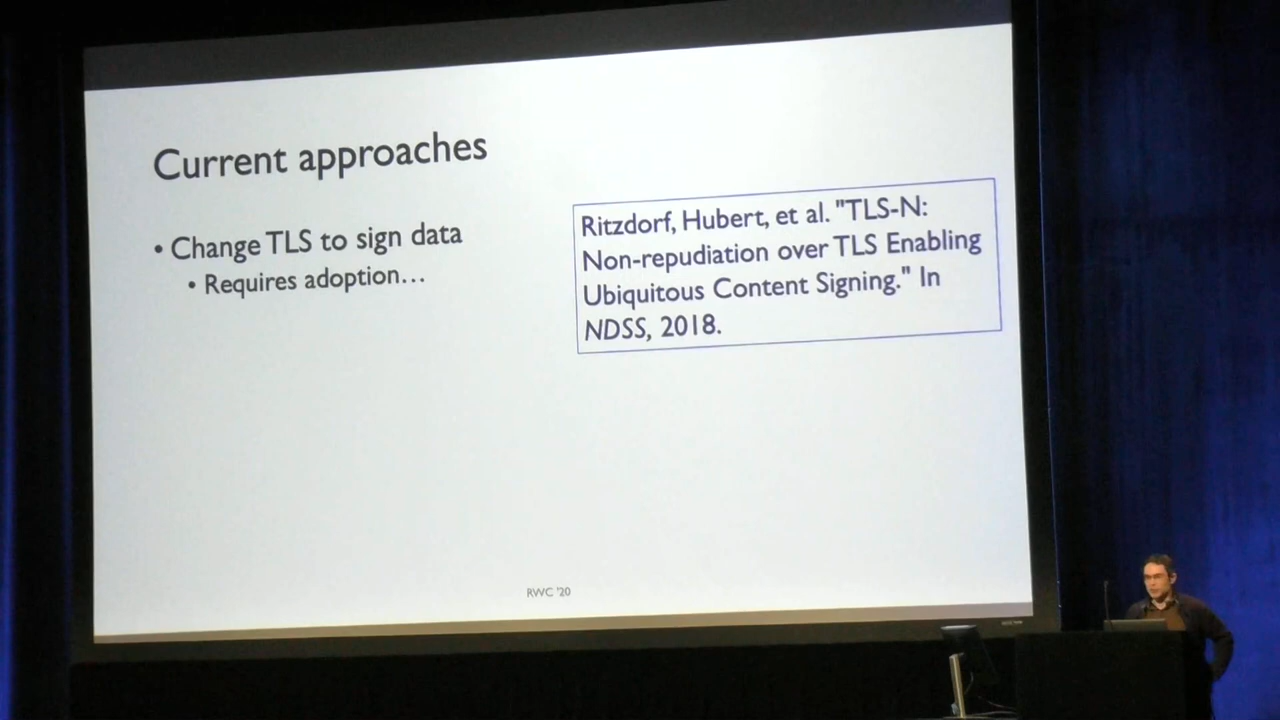 Current approaches
• Change TLS to sign data
• Requires adoption…
Ritzdorf, Hubert, et al. "TLS-N:
Non-repudiation over TLS Enabling
Ubiquitous Content Signing." In
NDSS, 2018.
RWC '20